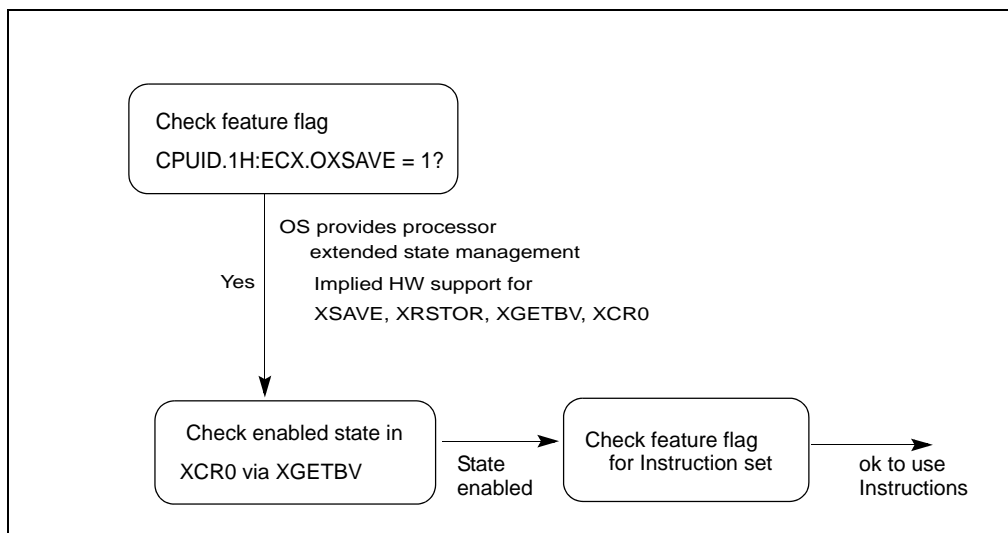 Check feature flag
CPUID.1H:ECX.OXSAVE = 1?
OS provides processor
extended state management
Yes
Implied HW support for
XSAVE, XRSTOR, XGETBV, XCR0
Check enabled state in
XCR0 via XGETBV
State
enabled
Check feature flag
for Instruction set
ok to use
Instructions